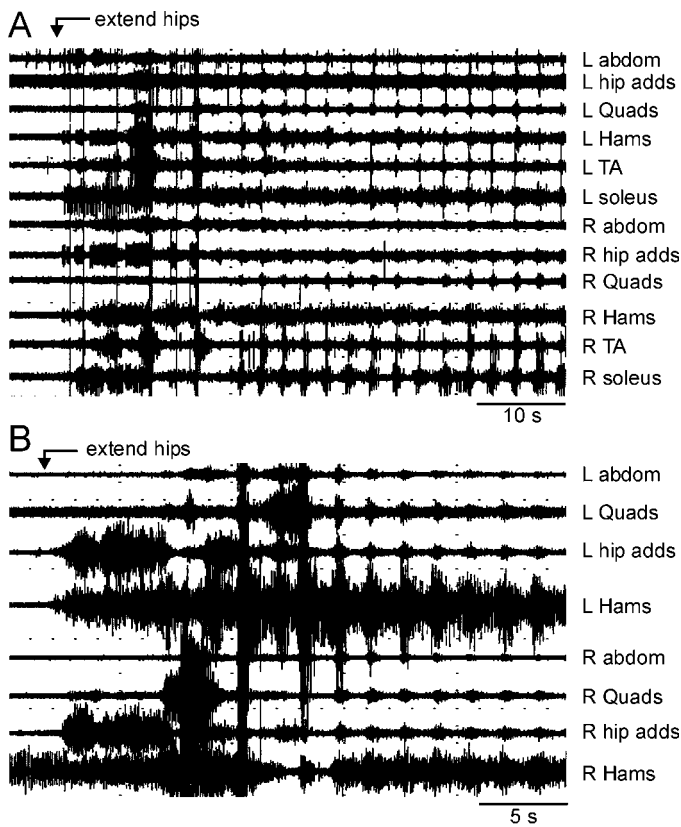 A
extend hips
L abdom
L hip adds
L Quads
L Hams
L TA
L soleus
R abdom
R hip adds
R Quads
R Hams
R TA
R soleus
10 s
B
extend hips
L abdom
L Quads
L hip adds
L Hams
R abdom
R Quads
R hip adds
R Hams
5 s